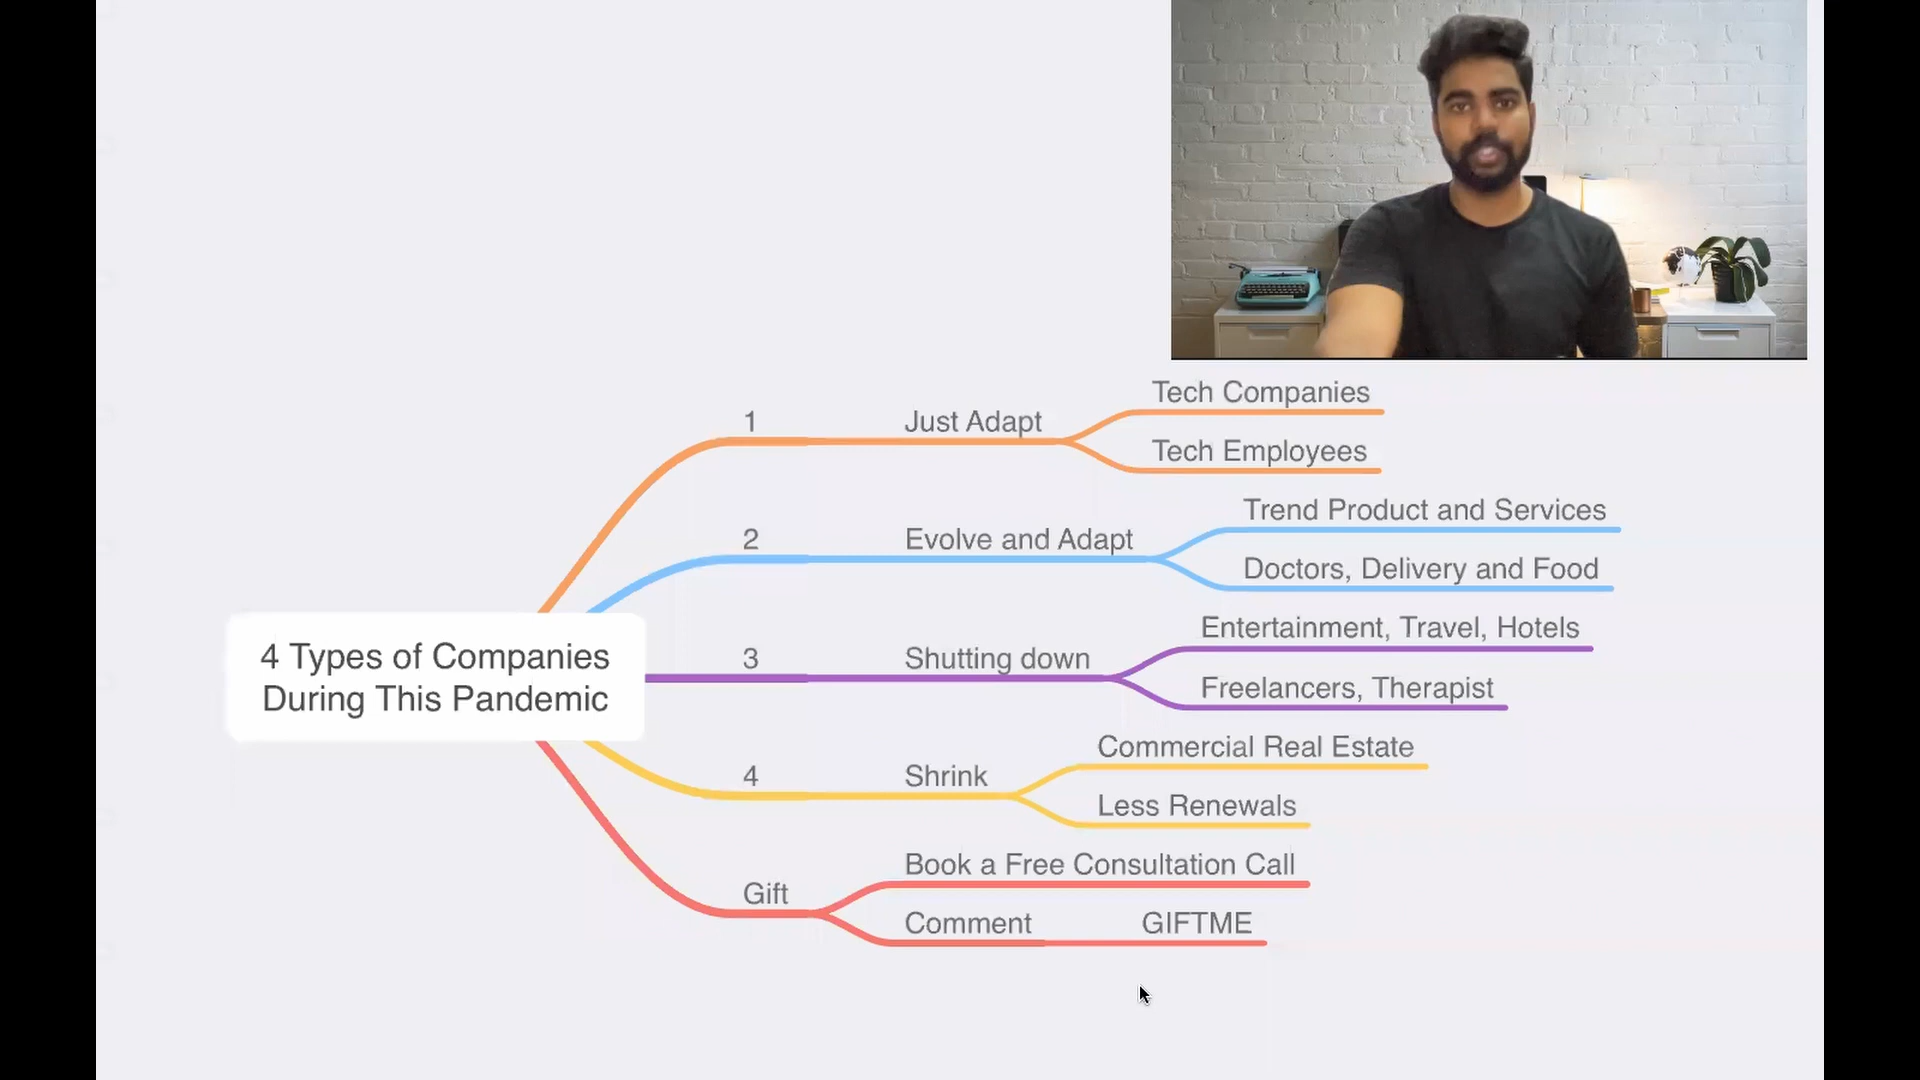 4 Types of Companies
During This Pandemic
1
Just Adapt
Tech Companies
Tech Employees
2
Evolve and Adapt
Trend Product and Services
Doctors, Delivery and Food
3
Shutting down
Entertainment, Travel, Hotels
Freelancers, Therapist
4
Shrink
Commercial Real Estate
Less Renewals
Gift
Book a Free Consultation Call
Comment
GIFTME